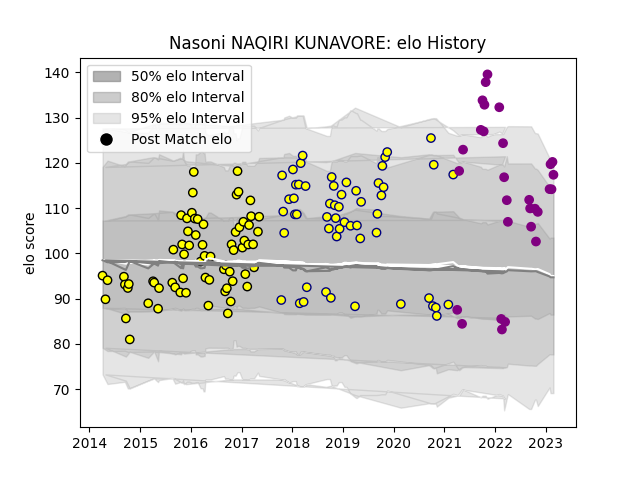 Nasoni NAQIRI KUNAVORE: elo History
50% elo Interval
80% elo Interval
95% elo Interval
Post Match elo
elo score
140
130
120
110
100
90
80
70
2014 2015 2016 2017 2018 2019 2020 2021 2022 2023